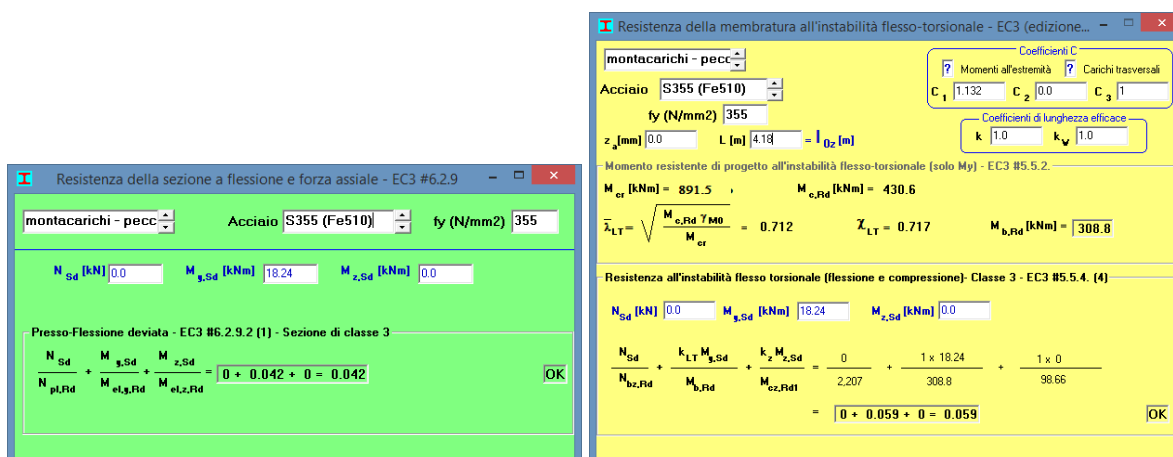 Resistenza della sezione a flessione e forza assiale - EC3 #6.2.9
montacarichi - pecc
Acciaio S355 (Fe510) fy (N/mm2) 355
N Sd [kN] 0.0 M y,Sd [kNm] 18.24 M z,Sd [kNm] 0.0
Presso-Flessione deviata - EC3 #6.2.9.2 (1) - Sezione di classe 3
N Sd / N pl,Rd + M y,Sd / M el,y,Rd + M z,Sd / M el,z,Rd = 0 + 0.042 + 0 = 0.042 OK
Resistenza della membratura all'instabilità flesso-torsionale - EC3 (edizione...
montacarichi - pecc
Acciaio S355 (Fe510)
fy (N/mm2) 355
z a [mm] 0.0 L [m] 4.18 = l 0z [m]
Coefficienti C
? Momenti all'estremità ? Carichi trasversali
C 1 1.132 C 2 0.0 C 3 1
Coefficienti di lunghezza efficace
k 1.0 k w 1.0
Momento resistente di progetto all'instabilità flesso-torsionale (solo My) - EC3 #5.5.2.
M cr [kNm] = 891.5 , M c,Rd [kNm] = 430.6
λ̅ LT = √ M c,Rd γ M0 / M cr = 0.712 χ LT = 0.717 M b,Rd [kNm] = 308.8
Resistenza all'instabilità flesso torsionale (flessione e compressione)- Classe 3 - EC3 #5.5.4. (4)
N Sd [kN] 0.0 M y,Sd [kNm] 18.24 M z,Sd [kNm] 0.0
N Sd / N bz,Rd + k LT M y,Sd / M b,Rd + k z M z,Sd / M cz,Rd1 = 0 / 2,207 + 1 x 18.24 / 308.8 + 1 x 0 / 98.66
= 0 + 0.059 + 0 = 0.059 OK